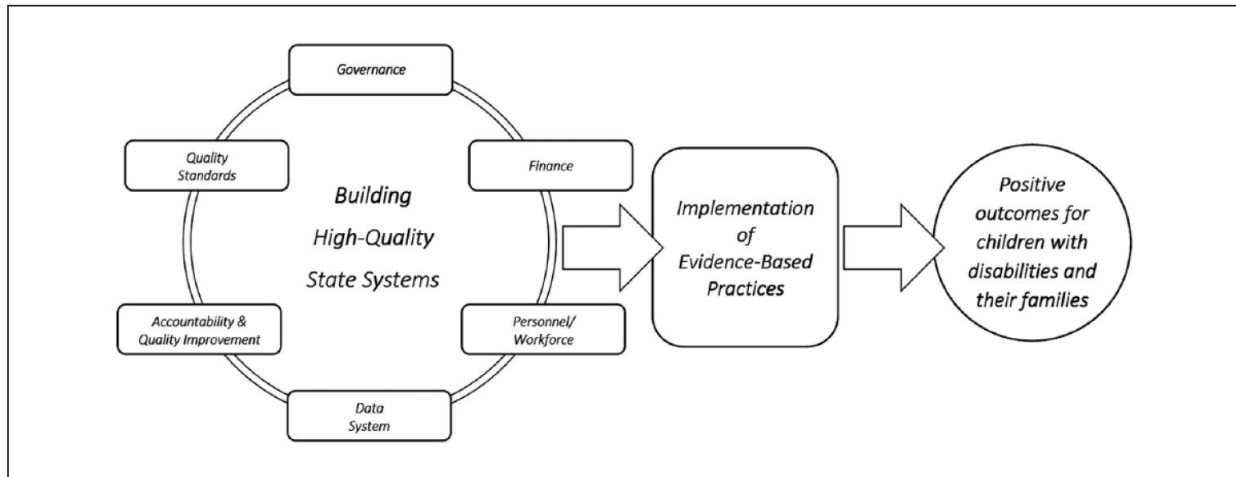 Governance
Quality
Standards
Finance
Building
High-Quality
State Systems
Accountability &
Quality Improvement
Personnel/
Workforce
Data
System
Implementation
of
Evidence-Based
Practices
Positive
outcomes for
children with
disabilities and
their families